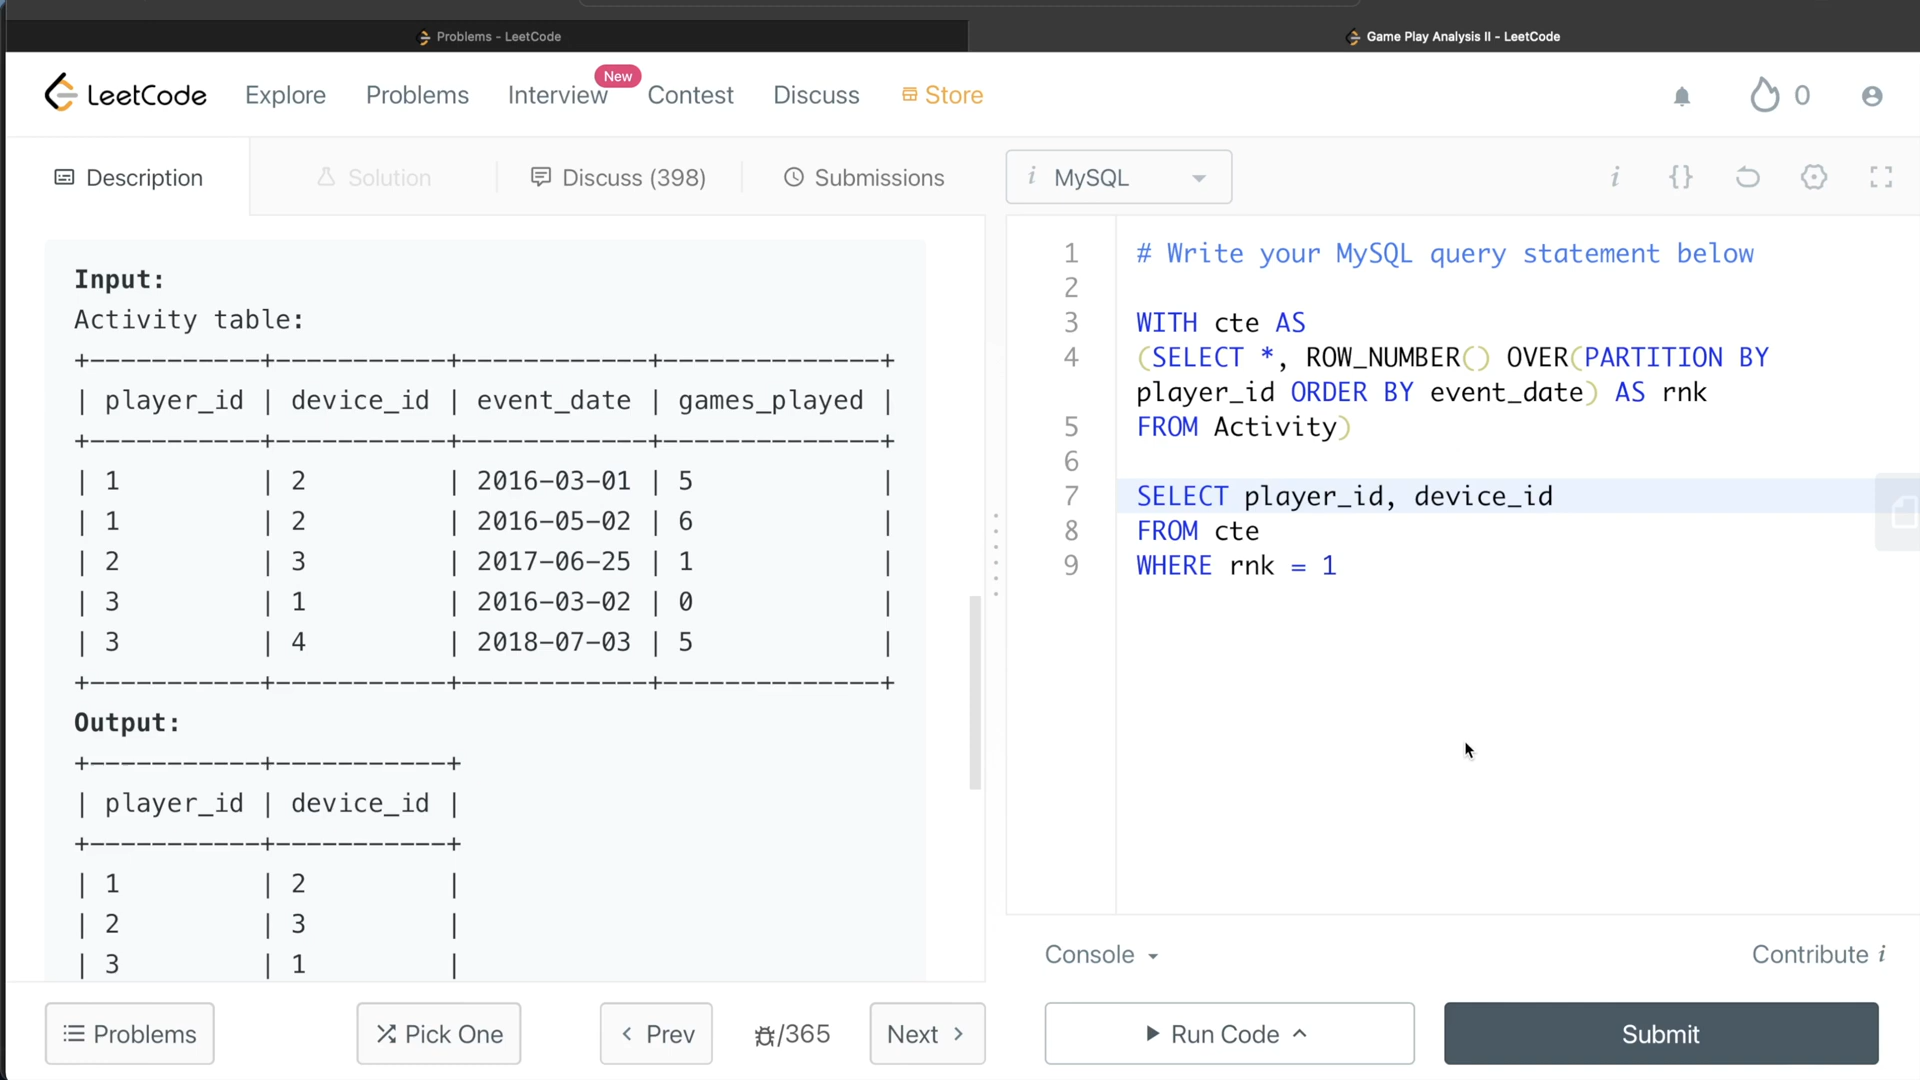 Problems - LeetCode
Game Play Analysis II - LeetCode
LeetCode
Explore
Problems
Interview
New
Contest
Discuss
Store
0
Description
Solution
Discuss (398)
Submissions
i MySQL
i
{}
Input:
Activity table:
+-----------+-----------+------------+--------------+
| player_id | device_id | event_date | games_played |
+-----------+-----------+------------+--------------+
| 1         | 2         | 2016-03-01 | 5            |
| 1         | 2         | 2016-05-02 | 6            |
| 2         | 3         | 2017-06-25 | 1            |
| 3         | 1         | 2016-03-02 | 0            |
| 3         | 4         | 2018-07-03 | 5            |
+-----------+-----------+------------+--------------+
Output:
+-----------+-----------+
| player_id | device_id |
+-----------+-----------+
| 1         | 2         |
| 2         | 3         |
| 3         | 1         |
1 # Write your MySQL query statement below
2
3 WITH cte AS
4 (SELECT *, ROW_NUMBER() OVER(PARTITION BY
player_id ORDER BY event_date) AS rnk
5 FROM Activity)
6
7 SELECT player_id, device_id
8 FROM cte
9 WHERE rnk = 1
Console
Contribute i
Problems
Pick One
Prev
/365
Next
Run Code
Submit